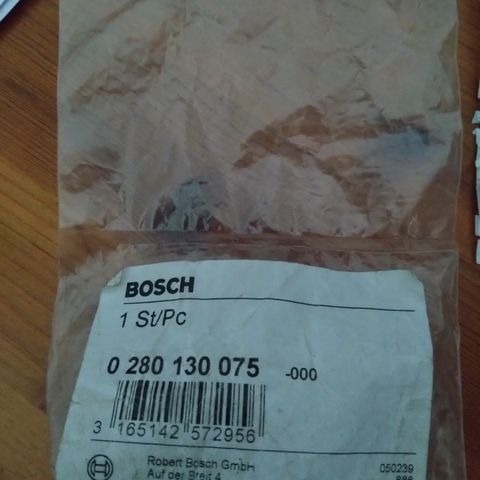 BOSCH
1 St/Pc
0 280 130 075 -000
3 165142 572956
Robert Bosch GmbH 050239
Auf der Breit 4 886